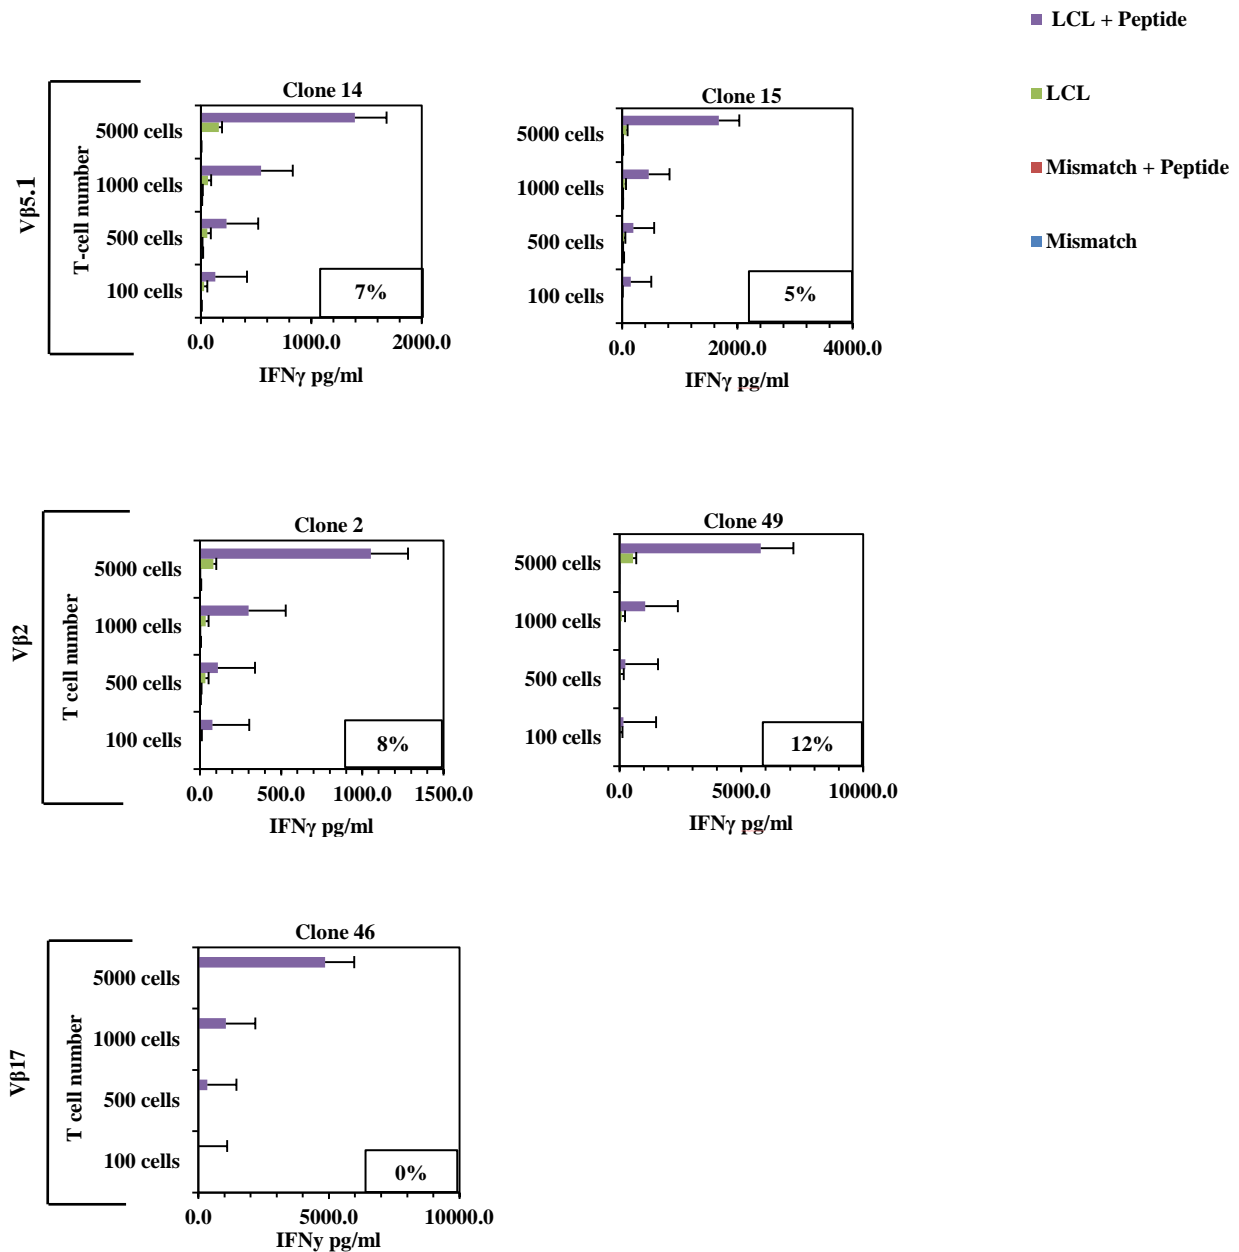 LCL + Peptide
LCL
Mismatch + Peptide
Mismatch
Vβ5.1
T-cell number
Clone 14
5000 cells
1000 cells
500 cells
100 cells
7%
0.0 1000.0 2000.0
IFNγ pg/ml
Clone 15
5000 cells
1000 cells
500 cells
100 cells
5%
0.0 2000.0 4000.0
IFNγ pg/ml
Vβ2
T cell number
Clone 2
5000 cells
1000 cells
500 cells
100 cells
8%
0.0 500.0 1000.0 1500.0
IFNγ pg/ml
Clone 49
5000 cells
1000 cells
500 cells
100 cells
12%
0.0 5000.0 10000.0
IFNγ pg/ml
Vβ17
T cell number
Clone 46
5000 cells
1000 cells
500 cells
100 cells
0%
0.0 5000.0 10000.0
IFNy pg/ml